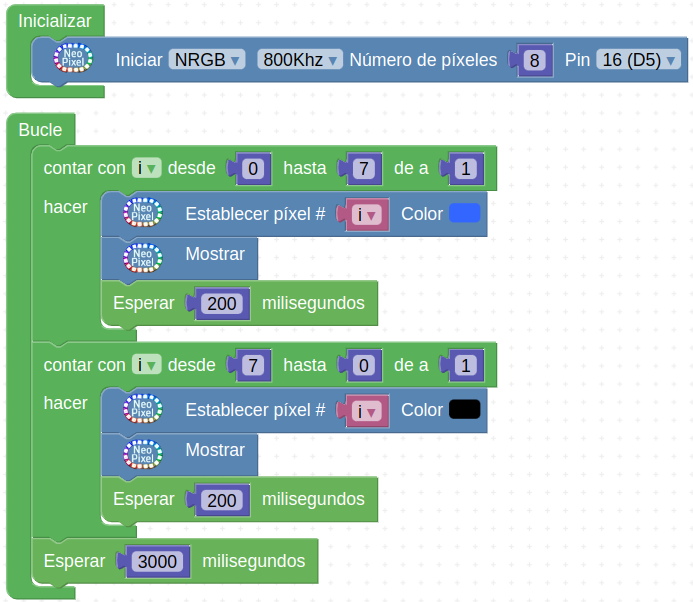 Inicializar
Neo Pixel Iniciar NRGB 800Khz Número de píxeles 8 Pin 16 (D5)
Bucle
contar con i desde 0 hasta 7 de a 1
hacer
Neo Pixel Establecer píxel # i Color
Neo Pixel Mostrar
Esperar 200 milisegundos
contar con i desde 7 hasta 0 de a 1
hacer
Neo Pixel Establecer píxel # i Color
Neo Pixel Mostrar
Esperar 200 milisegundos
Esperar 3000 milisegundos